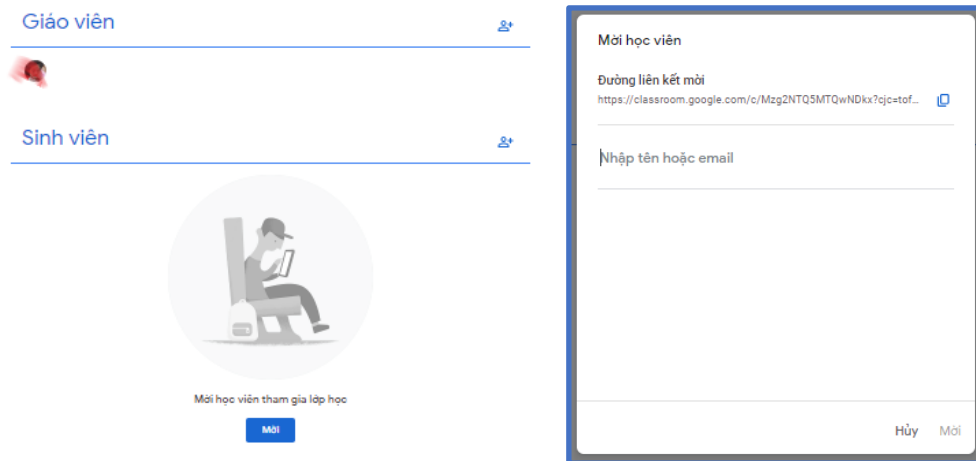 Giáo viên
Sinh viên
Mời học viên tham gia lớp học
Mời
Mời học viên
Đường liên kết mời
https://classroom.google.com/c/Mzg2NTQ5MTQwNDkx?cjc=tof...
Nhập tên hoặc email
Hủy Mời